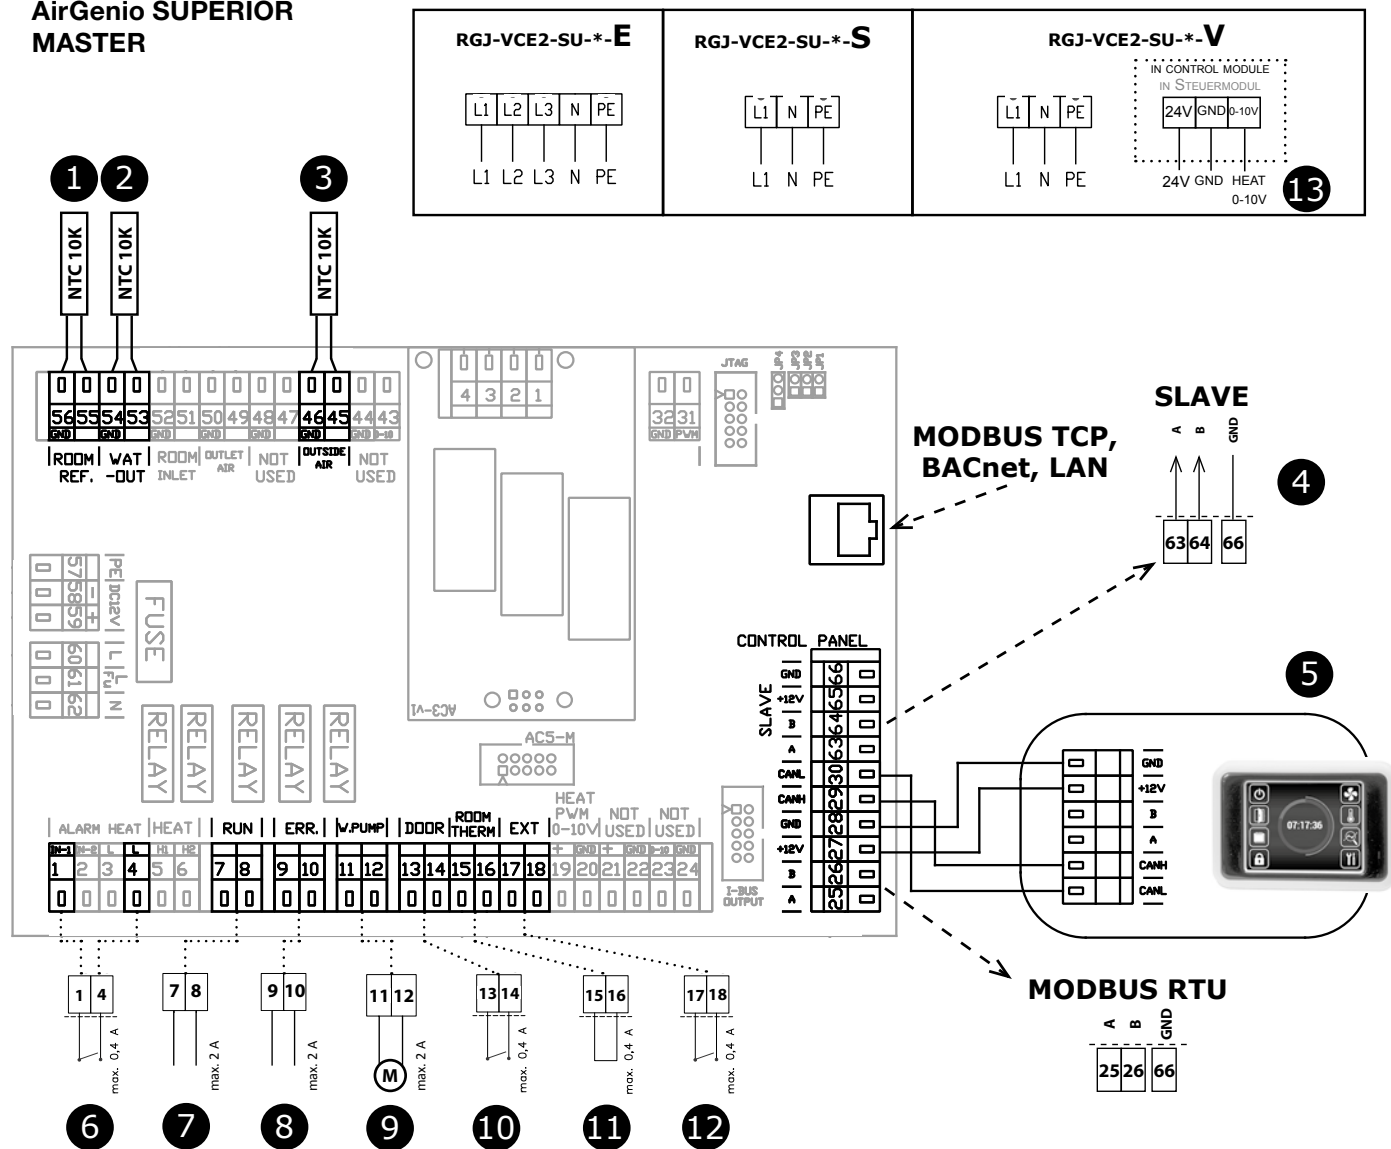 AirGenio SUPERIOR
MASTER
RGJ-VCE2-SU-*-E
L1 L2 L3 N PE
L1 L2 L3 N PE
RGJ-VCE2-SU-*-S
L1 N PE
L1 N PE
RGJ-VCE2-SU-*-V
IN CONTROL MODULE
IN STEUERMODUL
L1 N PE
24V GND 0-10V
L1 N PE
24V GND HEAT
0-10V
13
1 2 3
NTC 10K
NTC 10K
NTC 10K
56 55 54 53 52 51 50 49 48 47 46 45 44 43
GND GND GND GND GND GND GND 0-10
ROOM REF.
WAT -OUT
ROOM INLET
OUTLET AIR
NOT USED
OUTSIDE AIR
NOT USED
4 3 2 1
32 31
GND PWM
JTAG
JP4
JP3
JP2
JP1
MODBUS TCP,
BACnet, LAN
SLAVE
A B GND
63 64 66
4
57 58 59
PE
DC12V
- +
60 61 62
L
L
Fu
N
FUSE
RELAY
RELAY
RELAY
RELAY
RELAY
AC3-v1
AC5-M
CONTROL PANEL
SLAVE
GND 66
+12V 65
B 64
A 63
CANL 30
CANH 29
GND 28
+12V 27
B 26
A 25
5
GND
+12V
B
A
CANH
CANL
07:17:36
ALARM HEAT
HEAT
RUN
ERR.
W.PUMP
DOOR
ROOM THERM
EXT
HEAT PWM 0-10V
NOT USED
NOT USED
IN-1 IN-2 L L H1 H2 + GND + GND 0-10 GND
1 2 3 4 5 6 7 8 9 10 11 12 13 14 15 16 17 18 19 20 21 22 23 24
I-BUS
OUTPUT
MODBUS RTU
A B GND
25 26 66
1 4
max. 0,4 A
7 8
max. 2 A
9 10
max. 2 A
11 12
M
max. 2 A
13 14
max. 0,4 A
15 16
max. 0,4 A
17 18
max. 0,4 A
6 7 8 9 10 11 12